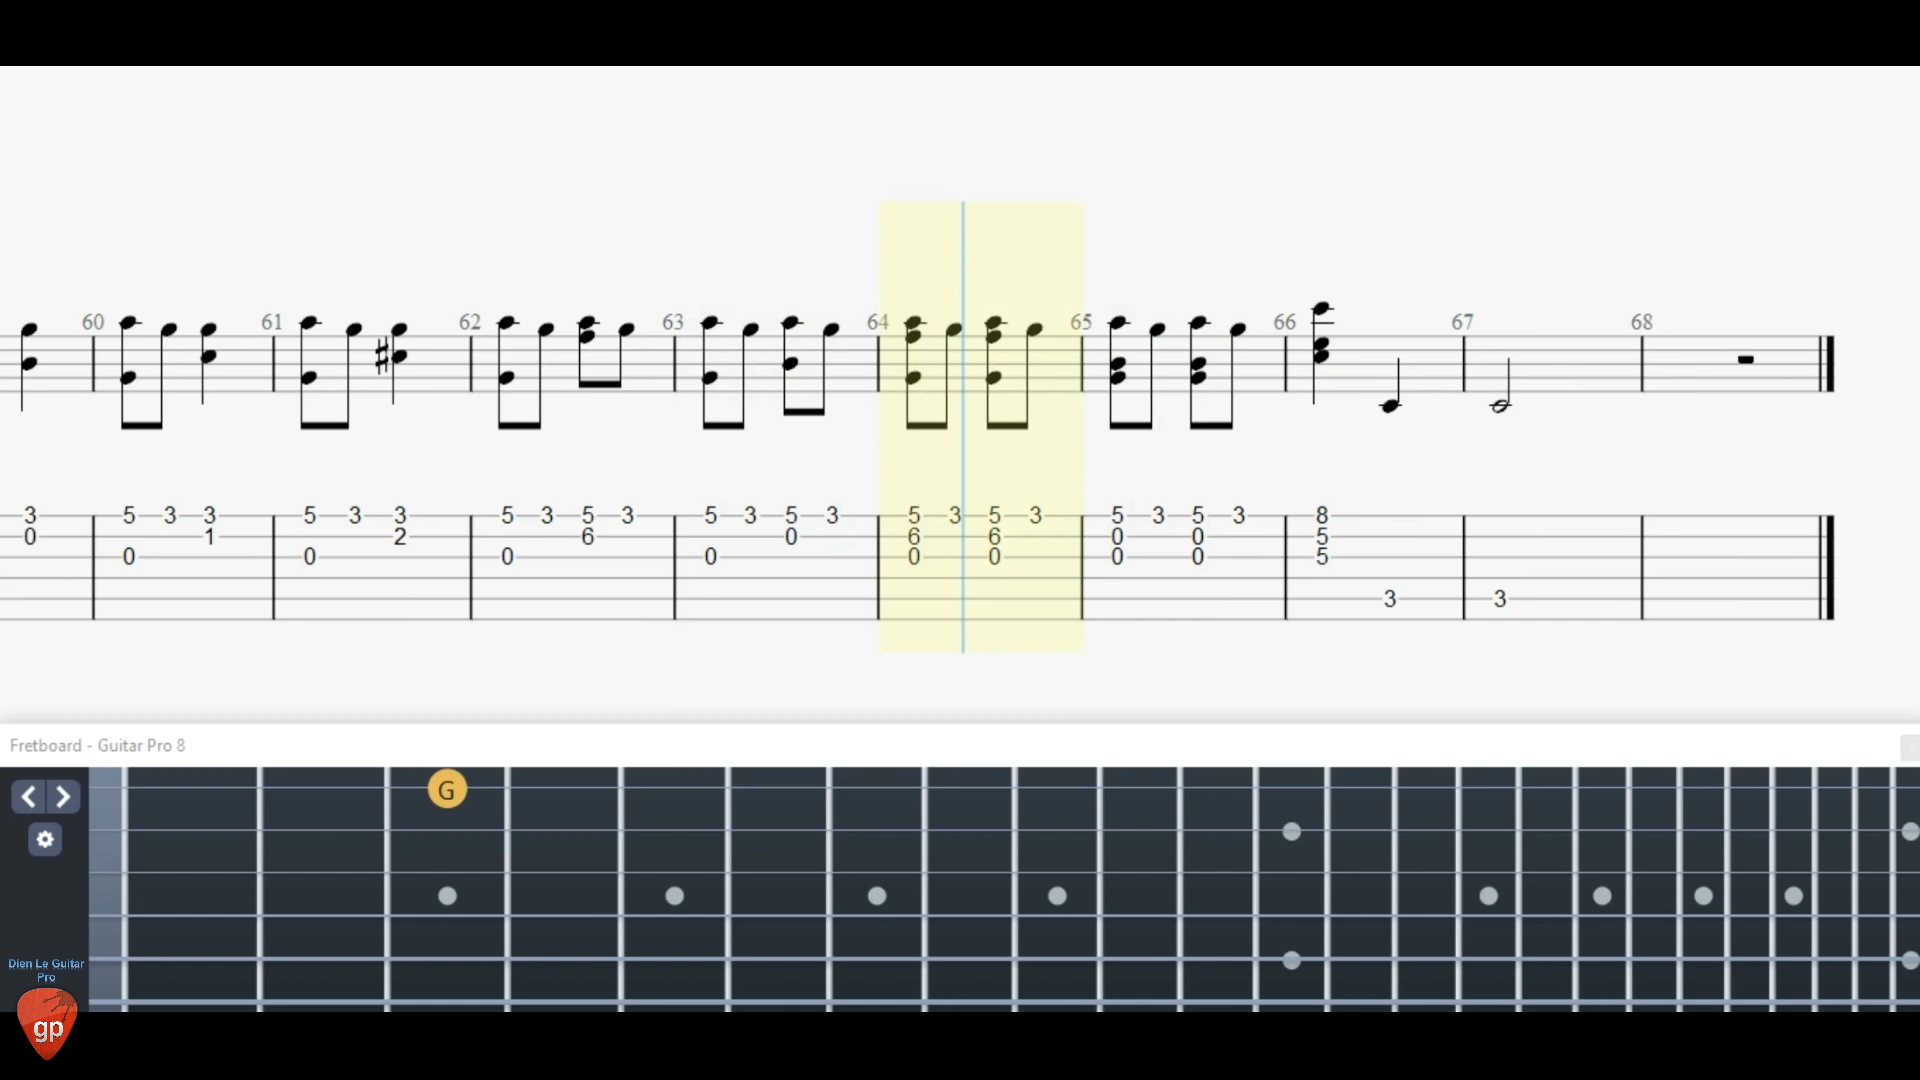 60 61 62 63 64 65 66 67 68
3 5 3 3 5 3 3 5 3 5 3 5 3 5 3 5 3 5 3 5 3 5 3 8
0 1 2 6 0 6 6 0 0 5
0 0 0 0 0 0 0 0 5
3 3
Fretboard - Guitar Pro 8
G
Dien Le Guitar
Pro
gp